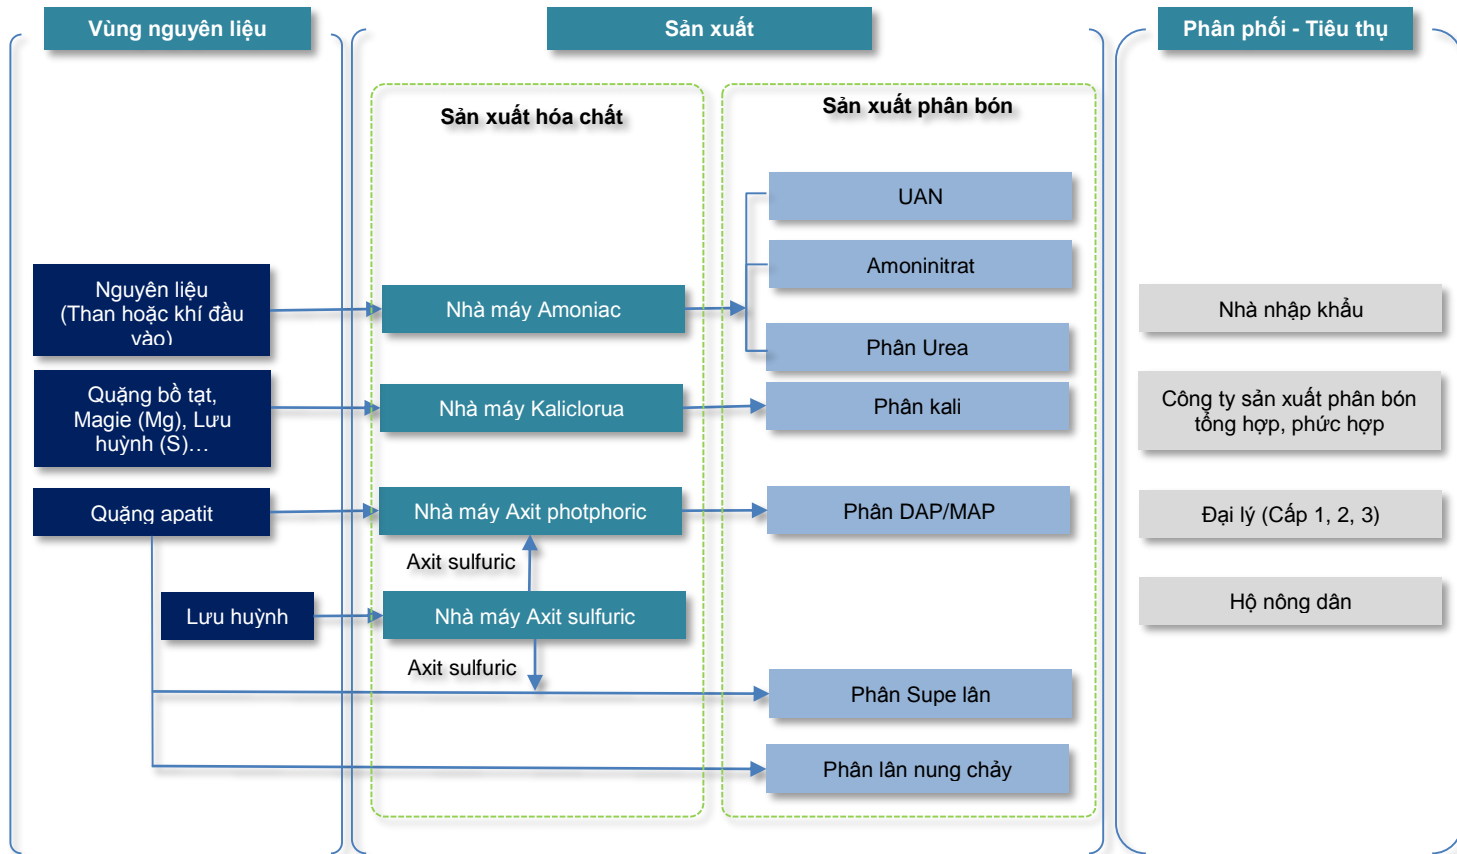 Vùng nguyên liệu
Sản xuất
Phân phối - Tiêu thụ
Sản xuất hóa chất
Sản xuất phân bón
UAN
Amoninitrat
Nguyên liệu
(Than hoặc khí đầu
vào)
Nhà máy Amoniac
Nhà nhập khẩu
Phân Urea
Quặng bồ tạt,
Magie (Mg), Lưu
huỳnh (S)...
Nhà máy Kaliclorua
Phân kali
Công ty sản xuất phân bón
tổng hợp, phức hợp
Quặng apatit
Nhà máy Axit photphoric
Phân DAP/MAP
Đại lý (Cấp 1, 2, 3)
Axit sulfuric
Lưu huỳnh
Nhà máy Axit sulfuric
Hộ nông dân
Axit sulfuric
Phân Supe lân
Phân lân nung chảy